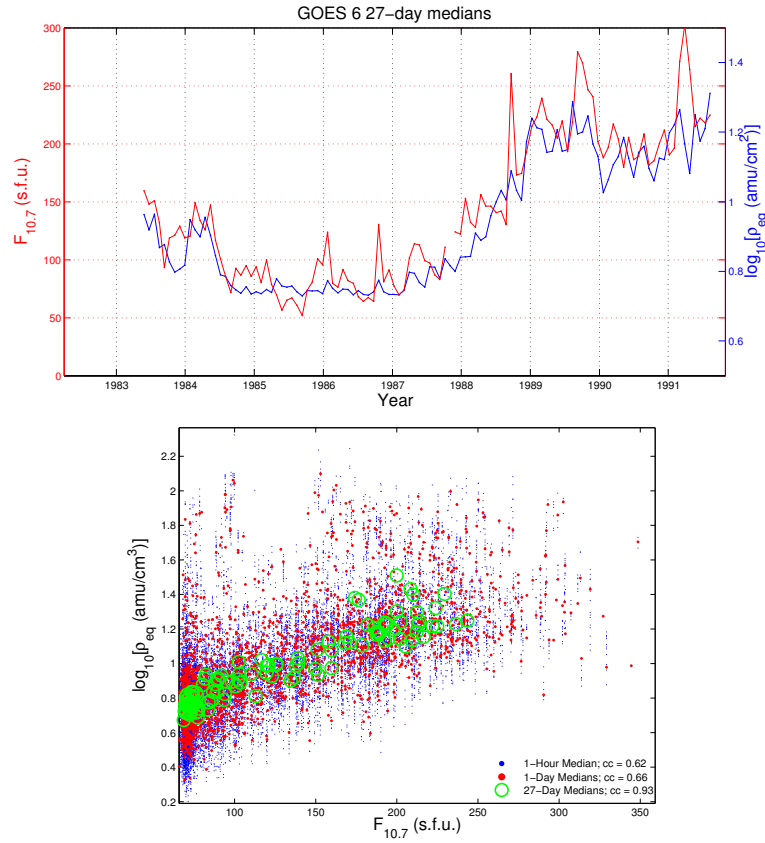 GOES 6 27-day medians
300
250
200
150
100
50
0
F10.7 (s.f.u.)
1.4
1.2
1
0.8
0.6
log10[ρeq (amu/cm2)]
1983 1984 1985 1986 1987 1988 1989 1990 1991
Year
2.2
2
1.8
1.6
1.4
1.2
1
0.8
0.6
0.4
0.2
log10[ρeq (amu/cm3)]
1−Hour Median; cc = 0.62
1−Day Medians; cc = 0.66
27−Day Medians; cc = 0.93
100 150 200 250 300 350
F10.7 (s.f.u.)